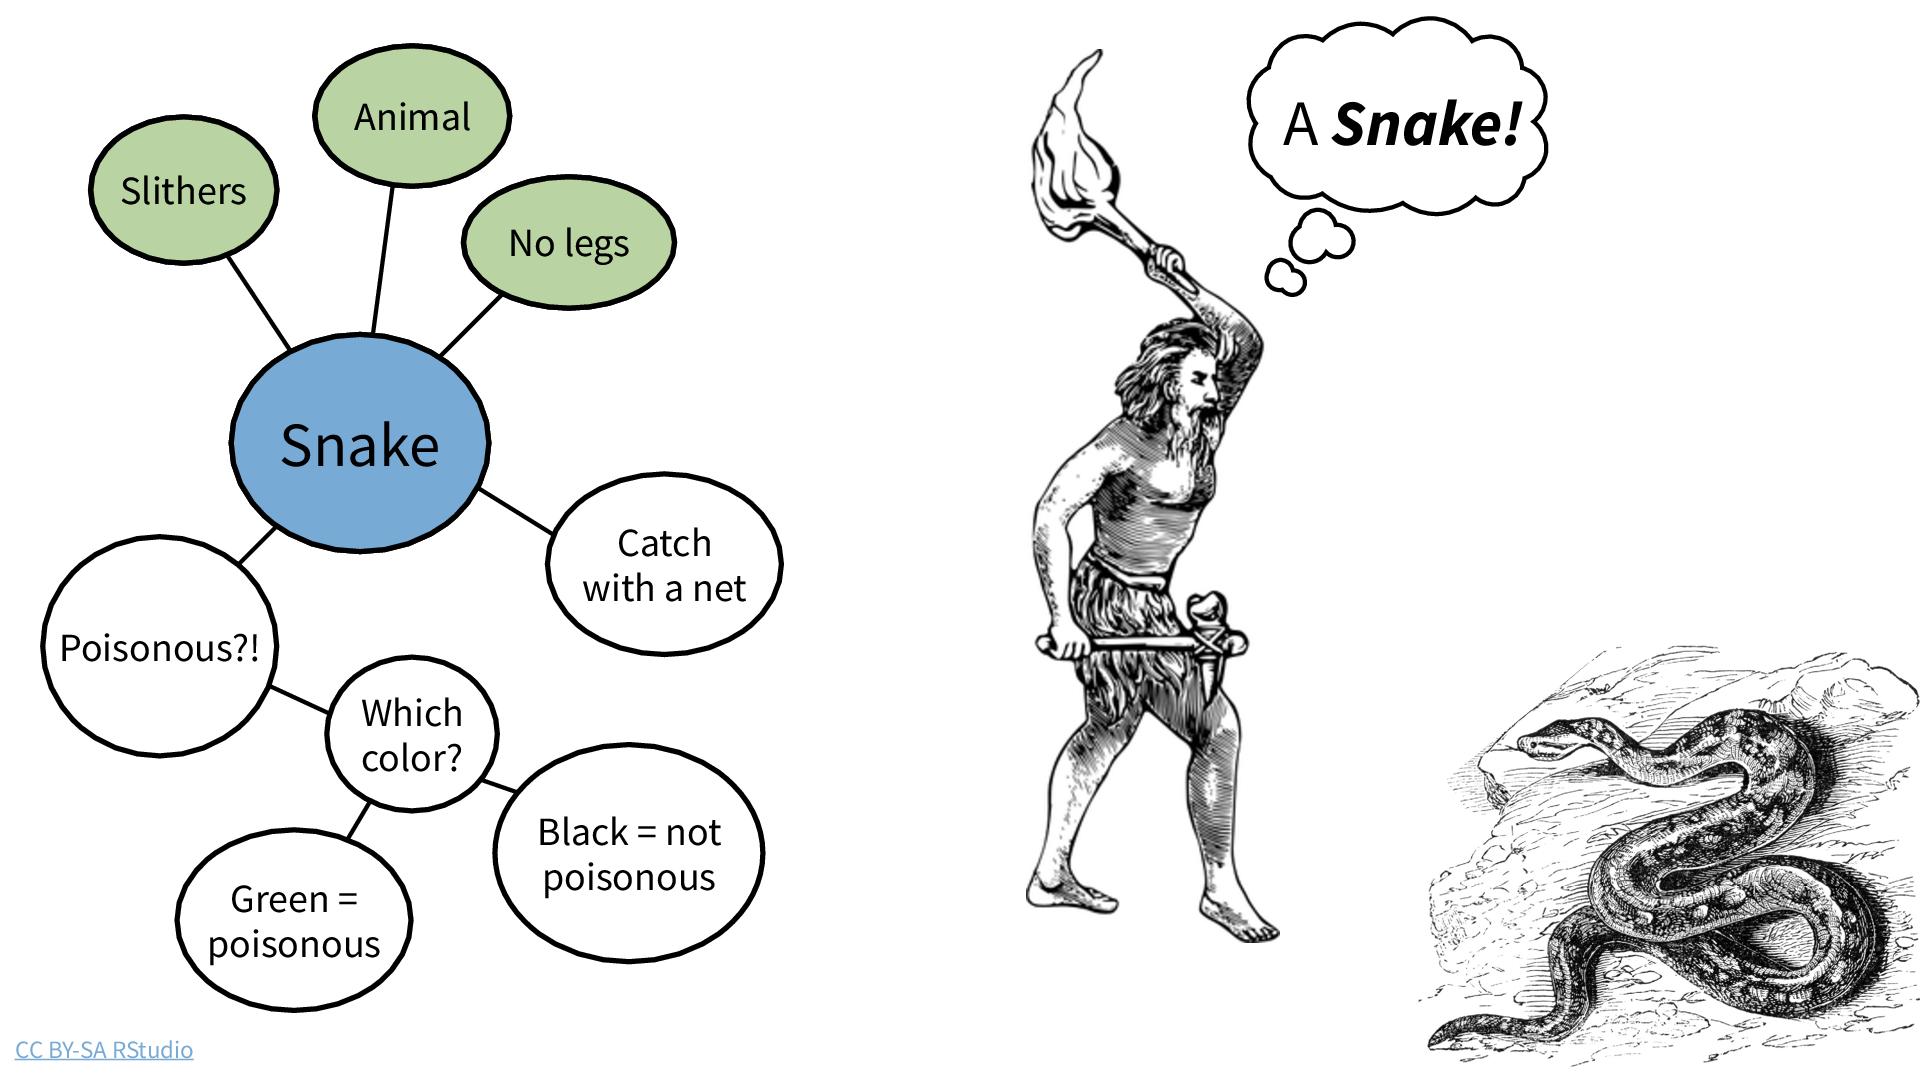 Animal
Slithers
No legs
Snake
Catch
with a net
Poisonous?!
Which
color?
Black = not
poisonous
Green =
poisonous
A Snake!
CC BY-SA RStudio